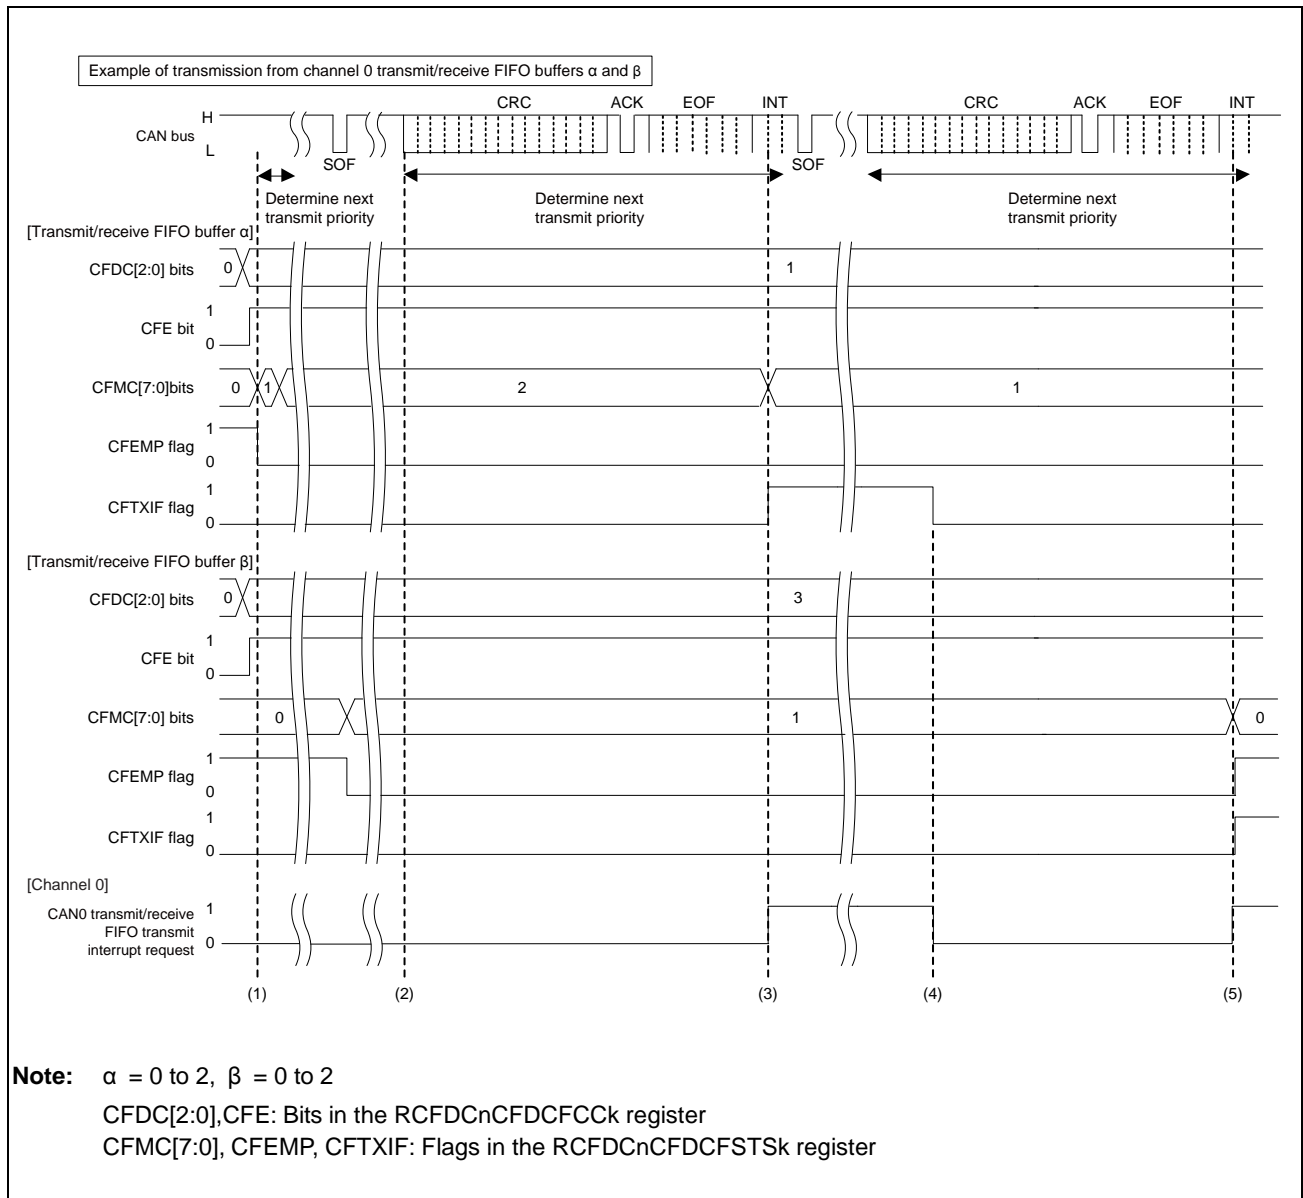 Example of transmission from channel 0 transmit/receive FIFO buffers α and β
CRC ACK EOF INT CRC ACK EOF INT
H
CAN bus
L
SOF SOF
Determine next transmit priority
Determine next transmit priority
Determine next transmit priority
[Transmit/receive FIFO buffer α]
CFDC[2:0] bits 0 1
1
CFE bit
0
CFMC[7:0]bits 0 1 2 1
1
CFEMP flag
0
1
CFTXIF flag
0
[Transmit/receive FIFO buffer β]
CFDC[2:0] bits 0 3
1
CFE bit
0
CFMC[7:0] bits 0 1 0
1
CFEMP flag
0
1
CFTXIF flag
0
[Channel 0]
CAN0 transmit/receive 1
FIFO transmit
interrupt request 0
(1) (2) (3) (4) (5)
Note: α = 0 to 2, β = 0 to 2
CFDC[2:0],CFE: Bits in the RCFDCnCFDCFCCk register
CFMC[7:0], CFEMP, CFTXIF: Flags in the RCFDCnCFDCFSTSk register